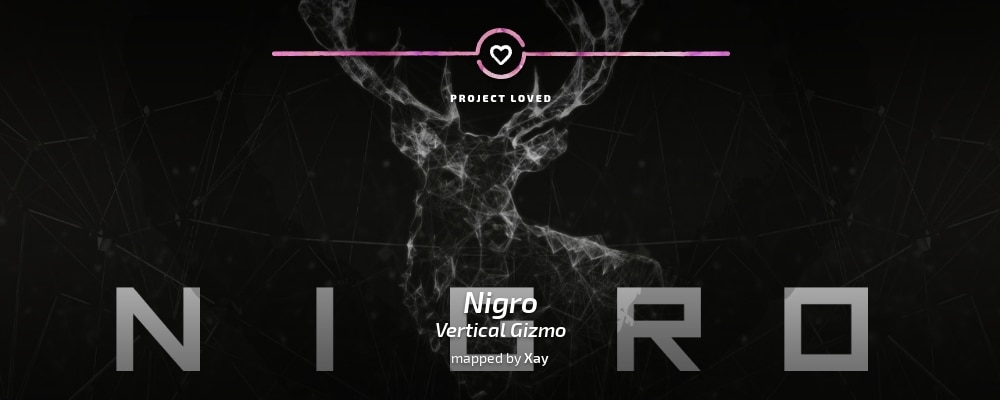 PROJECT LOVED
NIGRO
Nigro
Vertical Gizmo
mapped by Xay